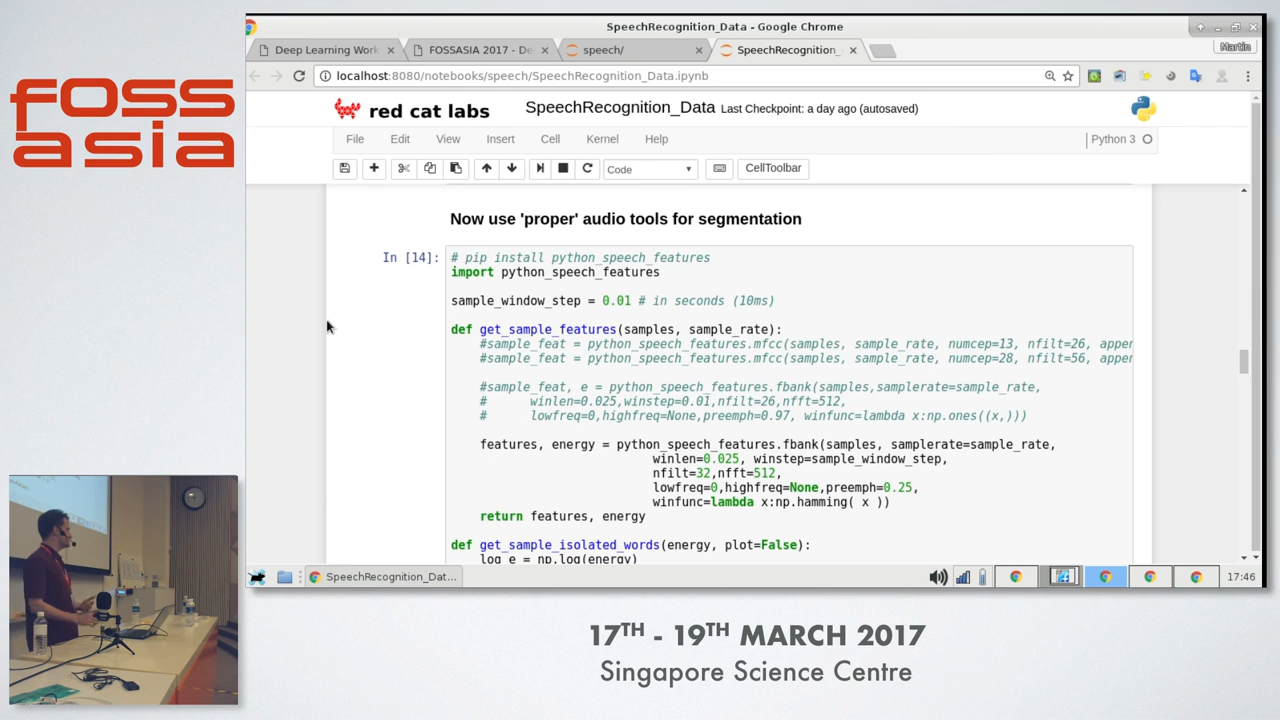 FOSS
asia
SpeechRecognition_Data - Google Chrome
Deep Learning Wor
FOSSASIA 2017 - De
speech/
SpeechRecognition_
Martin
localhost:8080/notebooks/speech/SpeechRecognition_Data.ipynb
red cat labs
SpeechRecognition_Data Last Checkpoint: a day ago (autosaved)
File Edit View Insert Cell Kernel Help
Python 3
Code
CellToolbar
Now use 'proper' audio tools for segmentation
In [14]:
# pip install python_speech_features
import python_speech_features
sample_window_step = 0.01 # in seconds (10ms)
def get_sample_features(samples, sample_rate):
#sample_feat = python_speech_features.mfcc(samples, sample_rate, numcep=13, nfilt=26, appen
#sample_feat = python_speech_features.mfcc(samples, sample_rate, numcep=28, nfilt=56, appen
#sample_feat, e = python_speech_features.fbank(samples,samplerate=sample_rate,
# winlen=0.025,winstep=0.01,nfilt=26,nfft=512,
# lowfreq=0,highfreq=None,preemph=0.97, winfunc=lambda x:np.ones((x,)))
features, energy = python_speech_features.fbank(samples, samplerate=sample_rate,
winlen=0.025, winstep=sample_window_step,
nfilt=32,nfft=512,
lowfreq=0,highfreq=None,preemph=0.25,
winfunc=lambda x:np.hamming( x ))
return features, energy
def get_sample_isolated_words(energy, plot=False):
log_e = np.log(energy)
SpeechRecognition_Dat...
17:46
17TH - 19TH MARCH 2017
Singapore Science Centre